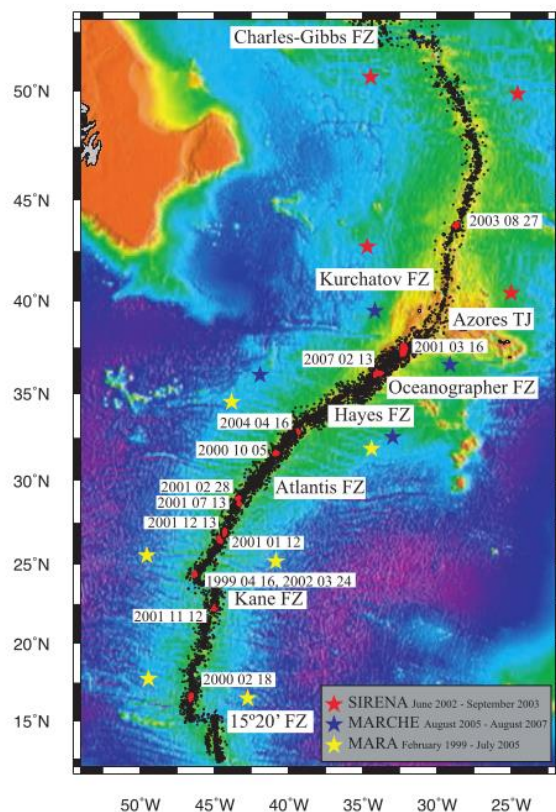 Charles-Gibbs FZ
50°N
45°N
2003 08 27
Kurchatov FZ
40°N
Azores TJ
2001 03 16
2007 02 13
35°N
Oceanographer FZ
2004 04 16
Hayes FZ
2000 10 05
30°N
2001 02 28
Atlantis FZ
2001 07 13
2001 12 13
2001 01 12
25°N
1999 04 16, 2002 03 24
Kane FZ
2001 11 12
20°N
2000 02 18
SIRENA June 2002 - September 2003
15°N
15°20' FZ
MARCHE August 2005 - August 2007
MARA February 1999 - July 2005
50°W 45°W 40°W 35°W 30°W 25°W